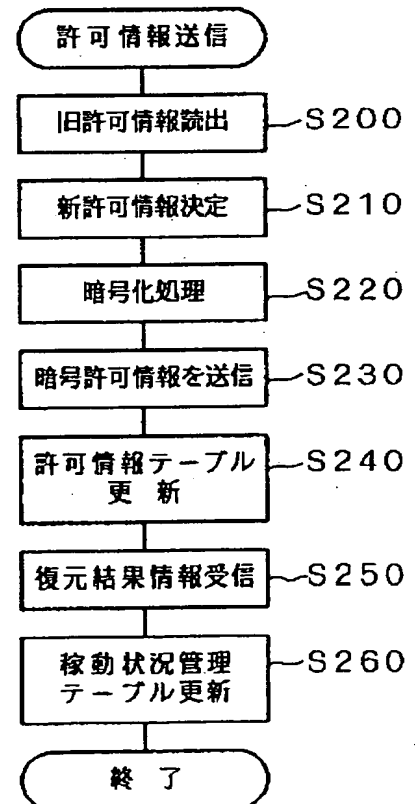 許可情報送信
旧許可情報読出
S200
新許可情報決定
S210
暗号化処理
S220
暗号許可情報を送信
S230
許可情報テーブル
更 新
S240
復元結果情報受信
S250
稼動状況管理
テーブル更新
S260
終 了